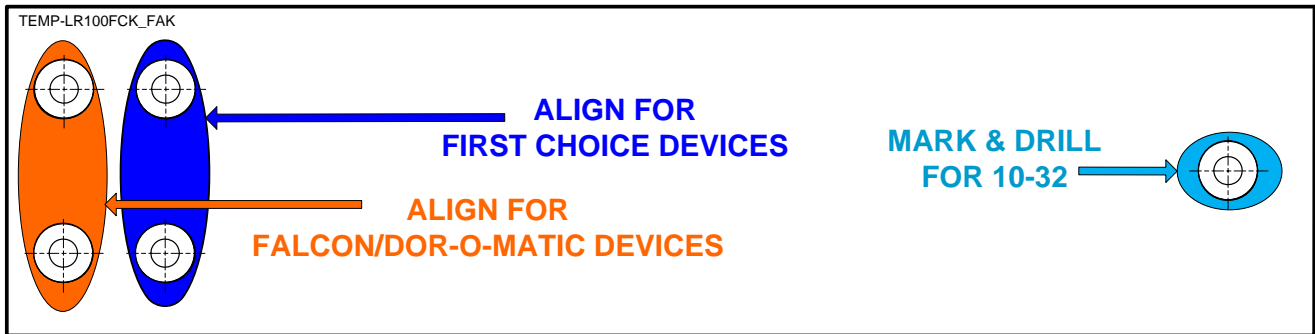 TEMP-LR100FCK_FAK
ALIGN FOR
FIRST CHOICE DEVICES
MARK & DRILL
FOR 10-32
ALIGN FOR
FALCON/DOR-O-MATIC DEVICES